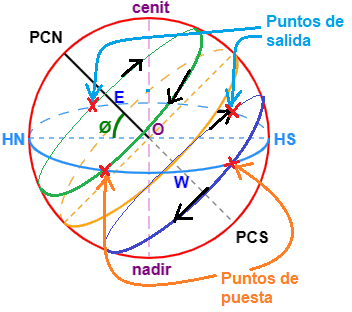 cenit
Puntos de
salida
PCN
E
Ø
O
HN
HS
W
PCS
nadir
Puntos de
puesta